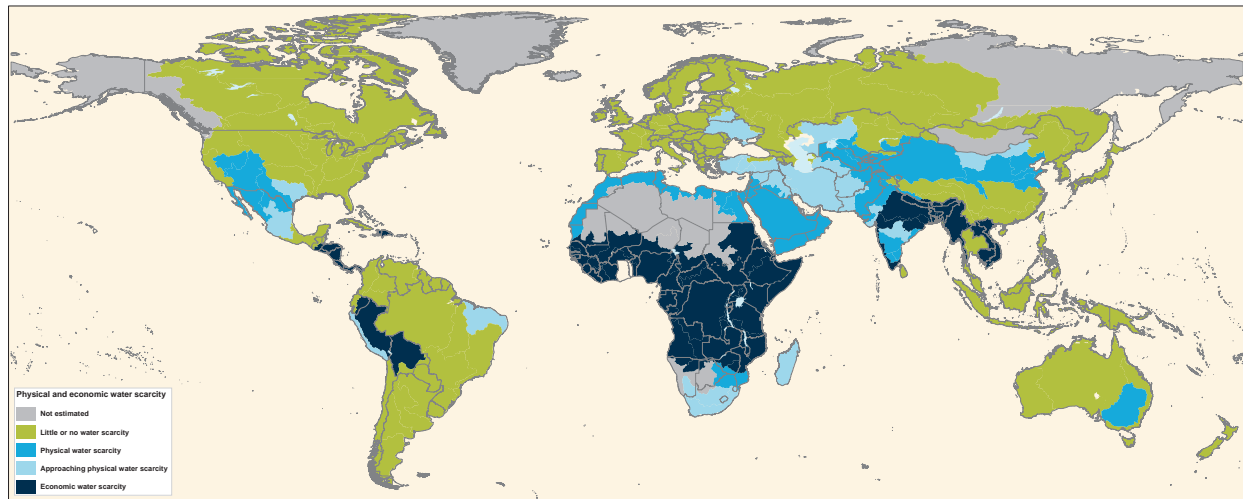 Physical and economic water scarcity
Not estimated
Little or no water scarcity
Physical water scarcity
Approaching physical water scarcity
Economic water scarcity